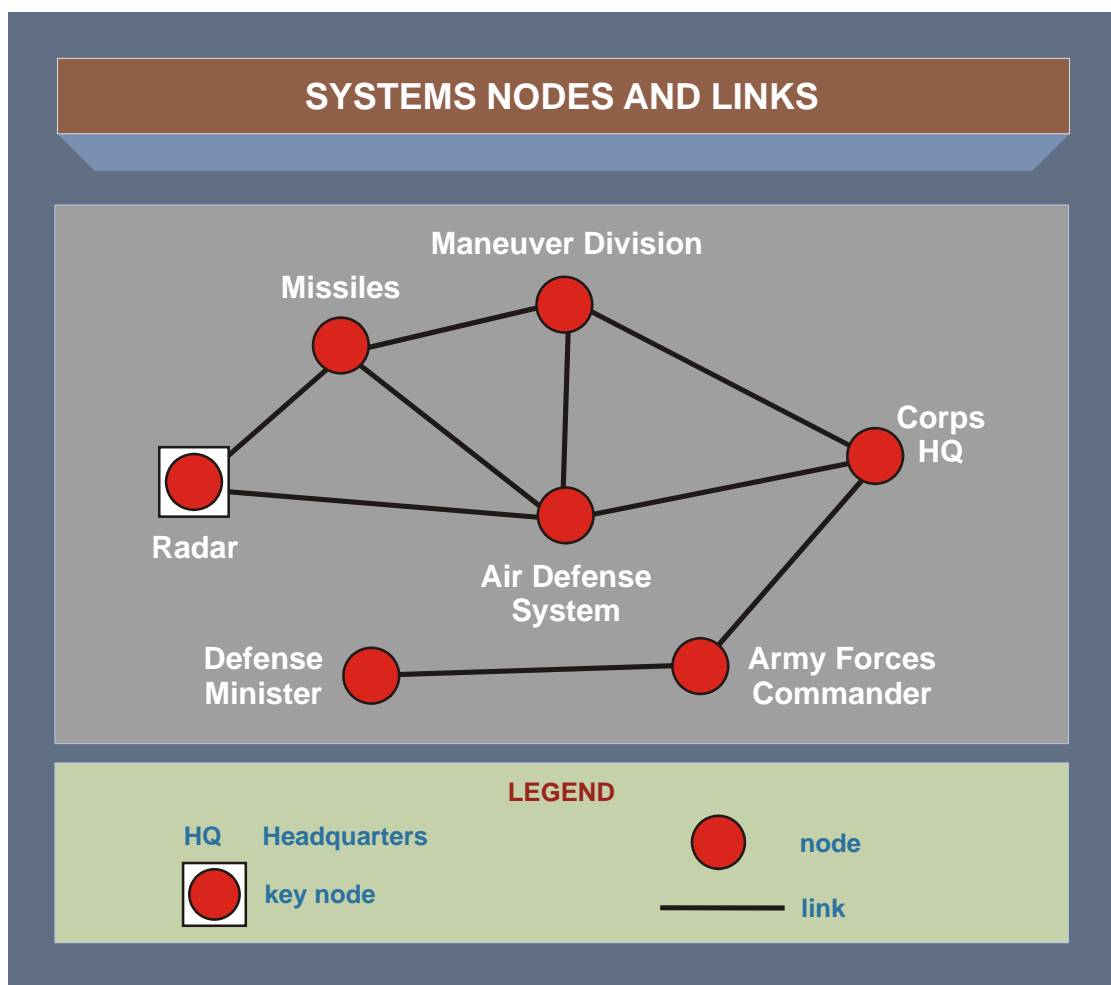 SYSTEMS NODES AND LINKS
Maneuver Division
Missiles
Corps
HQ
Radar
Air Defense
System
Defense
Minister
Army Forces
Commander
LEGEND
HQ Headquarters
node
key node
link